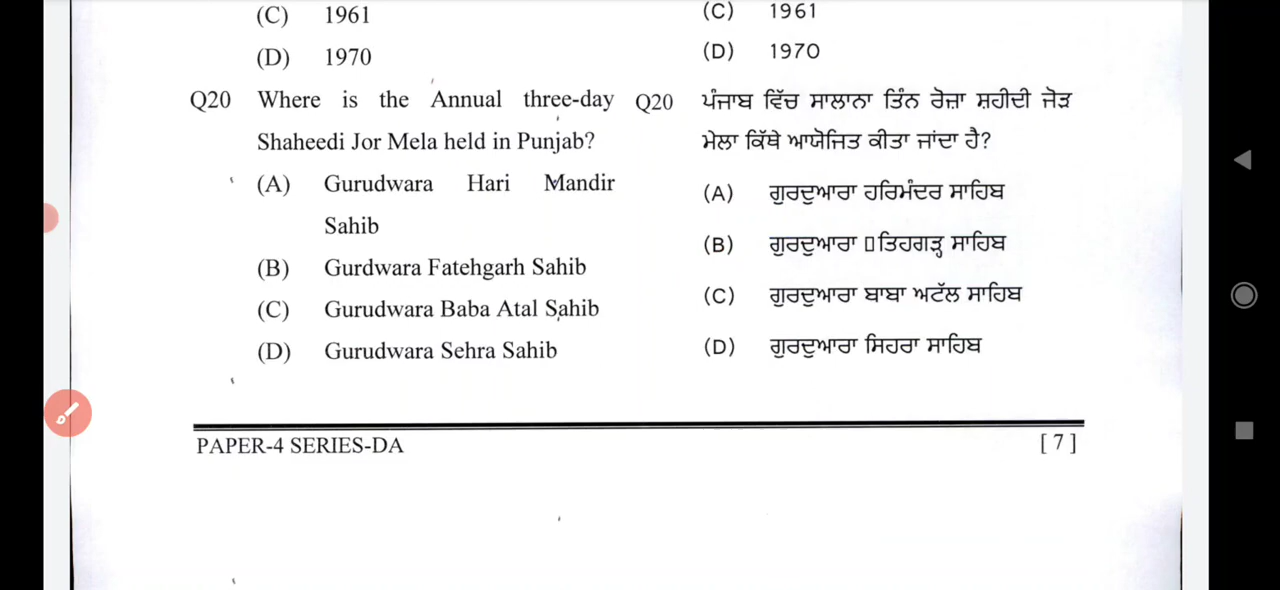 (C) 1961
(D) 1970
Q20 Where is the Annual three-day
Shaheedi Jor Mela held in Punjab?
(A) Gurudwara Hari Mandir
Sahib
(B) Gurdwara Fatehgarh Sahib
(C) Gurudwara Baba Atal Sahib
(D) Gurudwara Sehra Sahib
(C) 1961
(D) 1970
Q20 ਪੰਜਾਬ ਵਿੱਚ ਸਾਲਾਨਾ ਤਿੰਨ ਰੋਜ਼ਾ ਸ਼ਹੀਦੀ ਜੋੜ
ਮੇਲਾ ਕਿੱਥੇ ਆਯੋਜਿਤ ਕੀਤਾ ਜਾਂਦਾ ਹੈ?
(A) ਗੁਰਦੁਆਰਾ ਹਰਿਮੰਦਰ ਸਾਹਿਬ
(B) ਗੁਰਦੁਆਰਾ ▯ਤਿਹਗੜ੍ਹ ਸਾਹਿਬ
(C) ਗੁਰਦੁਆਰਾ ਬਾਬਾ ਅਟੱਲ ਸਾਹਿਬ
(D) ਗੁਰਦੁਆਰਾ ਸਿਹਰਾ ਸਾਹਿਬ
PAPER-4 SERIES-DA [ 7 ]